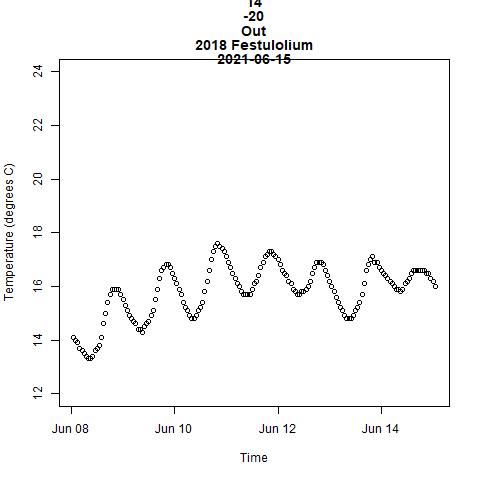 14
-20
Out
2018 Festulolium
2021-06-15
Temperature (degrees C)
24
22
20
18
16
14
12
Jun 08
Jun 10
Jun 12
Jun 14
Time